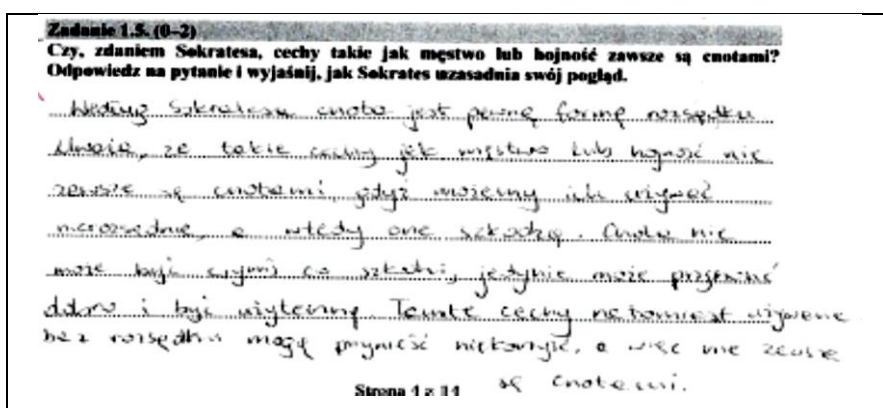 Zadanie 1.5. (0–2)
Czy, zdaniem Sokratesa, cechy takie jak męstwo lub hojność zawsze są cnotami?
Odpowiedz na pytanie i wyjaśnij, jak Sokrates uzasadnia swój pogląd.
Według Sokratesa cnota jest pewną formą rozsądku
Uważa, że takie cechy jak męstwo lub hojność nie
zawsze są cnotami, gdyż możemy ich używać
nierozsądnie, a wtedy one szkodzą. Cnota nie
może być czymś co szkodzi, jedynie może przynosić
dobro i być użyteczną. Tamte cechy natomiast używane
bez rozsądku mogą przynieść niekorzyść, a więc nie zawsze
są cnotami.
Strona 4 z 14